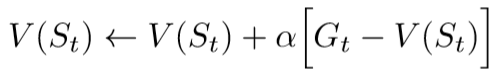 V(S_t) ← V(S_t) + α[G_t − V(S_t)]